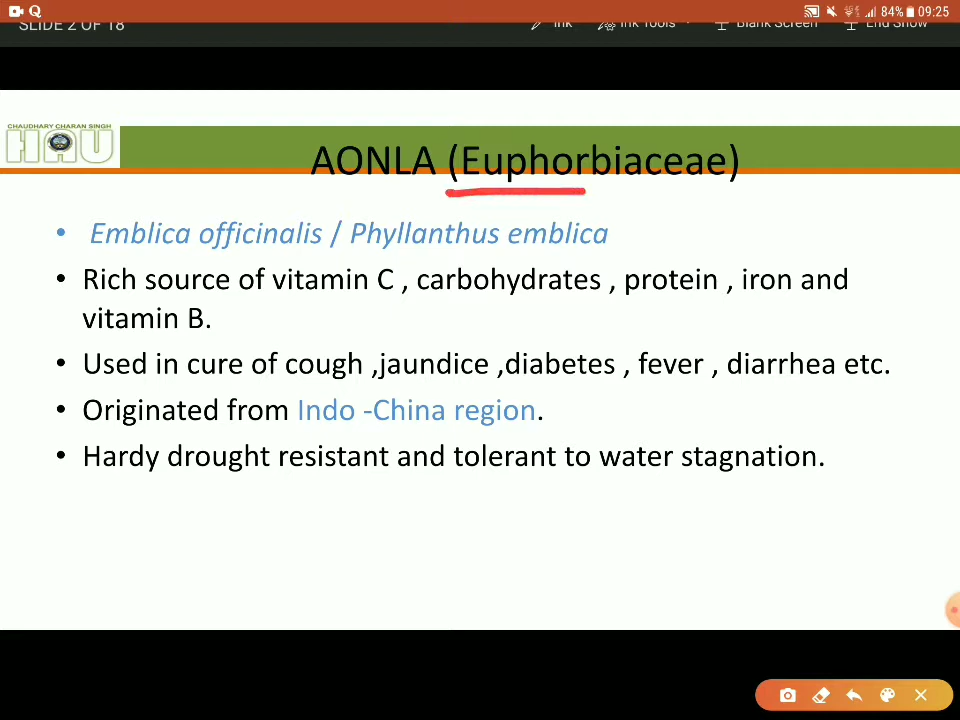 84% 09:25
SLIDE 2 OF 18 Ink Ink Tools Blank Screen End Show
CHAUDHARY CHARAN SINGH
HAU
AONLA (Euphorbiaceae)
• Emblica officinalis / Phyllanthus emblica
• Rich source of vitamin C , carbohydrates , protein , iron and
vitamin B.
• Used in cure of cough ,jaundice ,diabetes , fever , diarrhea etc.
• Originated from Indo -China region.
• Hardy drought resistant and tolerant to water stagnation.